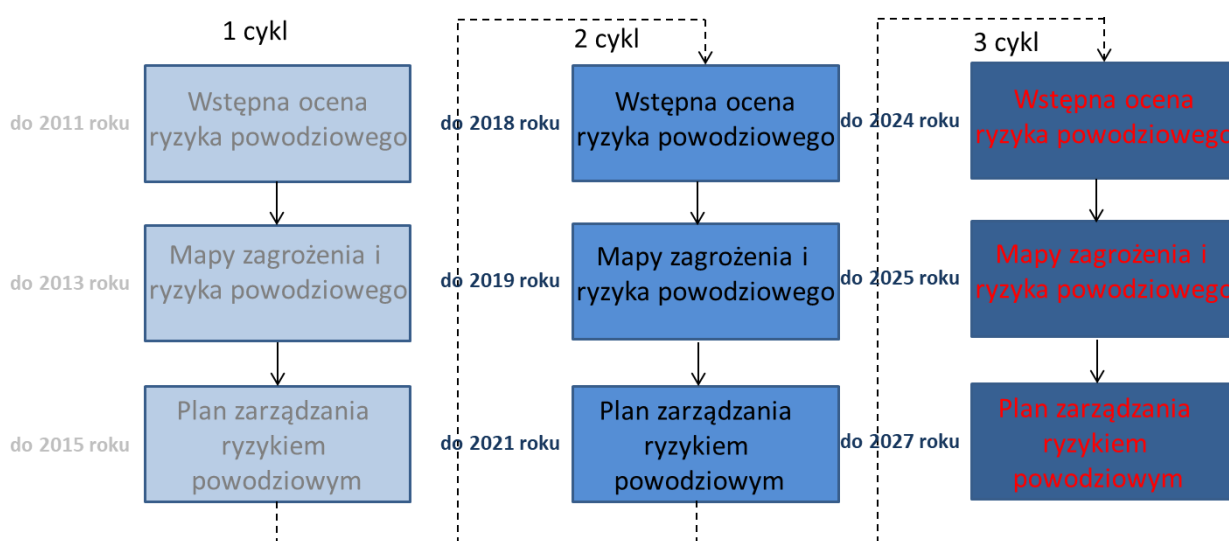 1 cykl
2 cykl
3 cykl
do 2011 roku
Wstępna ocena
ryzyka powodziowego
do 2018 roku
Wstępna ocena
ryzyka powodziowego
do 2024 roku
Wstępna ocena
ryzyka powodziowego
do 2013 roku
Mapy zagrożenia i
ryzyka powodziowego
do 2019 roku
Mapy zagrożenia i
ryzyka powodziowego
do 2025 roku
Mapy zagrożenia i
ryzyka powodziowego
do 2015 roku
Plan zarządzania
ryzykiem
powodziowym
do 2021 roku
Plan zarządzania
ryzykiem
powodziowym
do 2027 roku
Plan zarządzania
ryzykiem
powodziowym